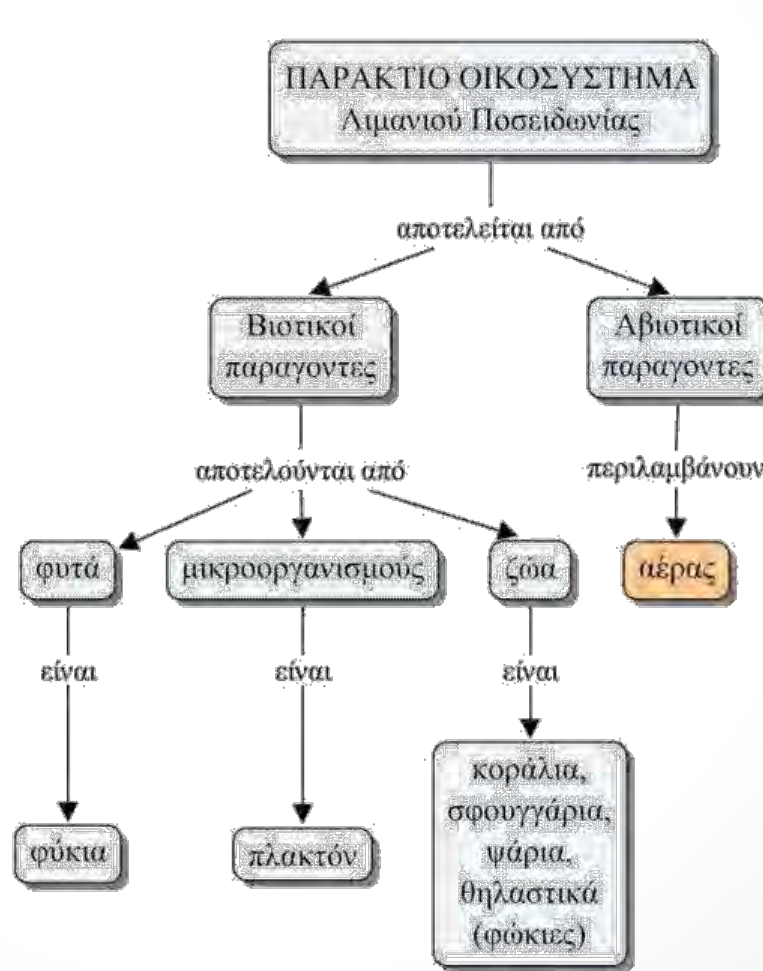 ΠΑΡΑΚΤΙΟ ΟΙΚΟΣΥΣΤΗΜΑ
Λιμανιού Ποσειδωνίας
αποτελείται από
Βιοτικοί
παραγοντες
Αβιοτικοί
παραγοντες
αποτελούνται από
περιλαμβάνουν
φυτά
μικροοργανισμούς
ζώα
αέρας
είναι
είναι
είναι
φύκια
πλακτόν
κοράλια,
σφουγγάρια,
ψάρια,
θηλαστικά
(φώκιες)